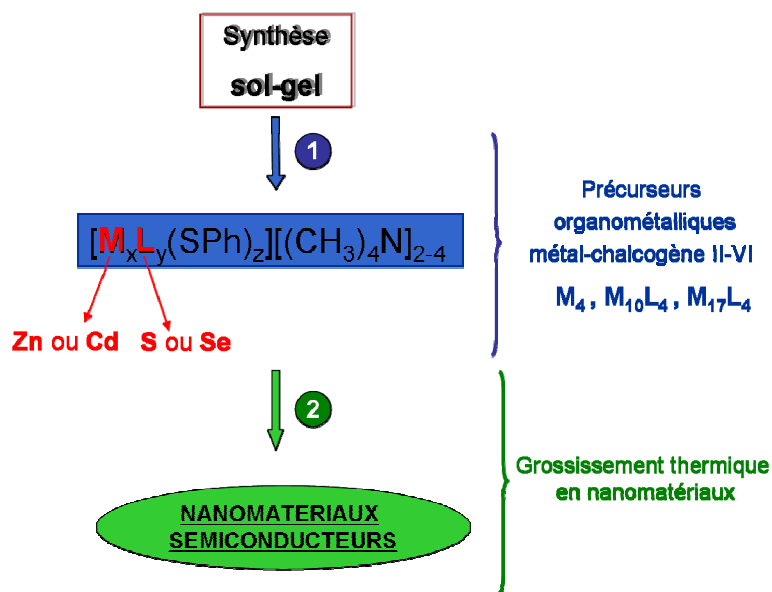 Synthèse
sol-gel
1
[MxLy(SPh)z][(CH3)4N]2-4
Zn ou Cd S ou Se
Précurseurs
organométalliques
métal-chalcogène II-VI
M4 , M10L4 , M17L4
2
Grossissement thermique
en nanomatériaux
NANOMATERIAUX
SEMICONDUCTEURS